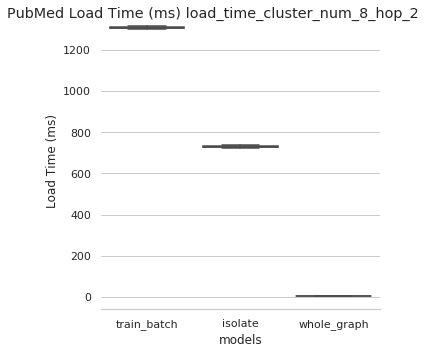 PubMed Load Time (ms) load_time_cluster_num_8_hop_2
1200
1000
800
600
400
200
0
Load Time (ms)
train_batch
isolate
whole_graph
models